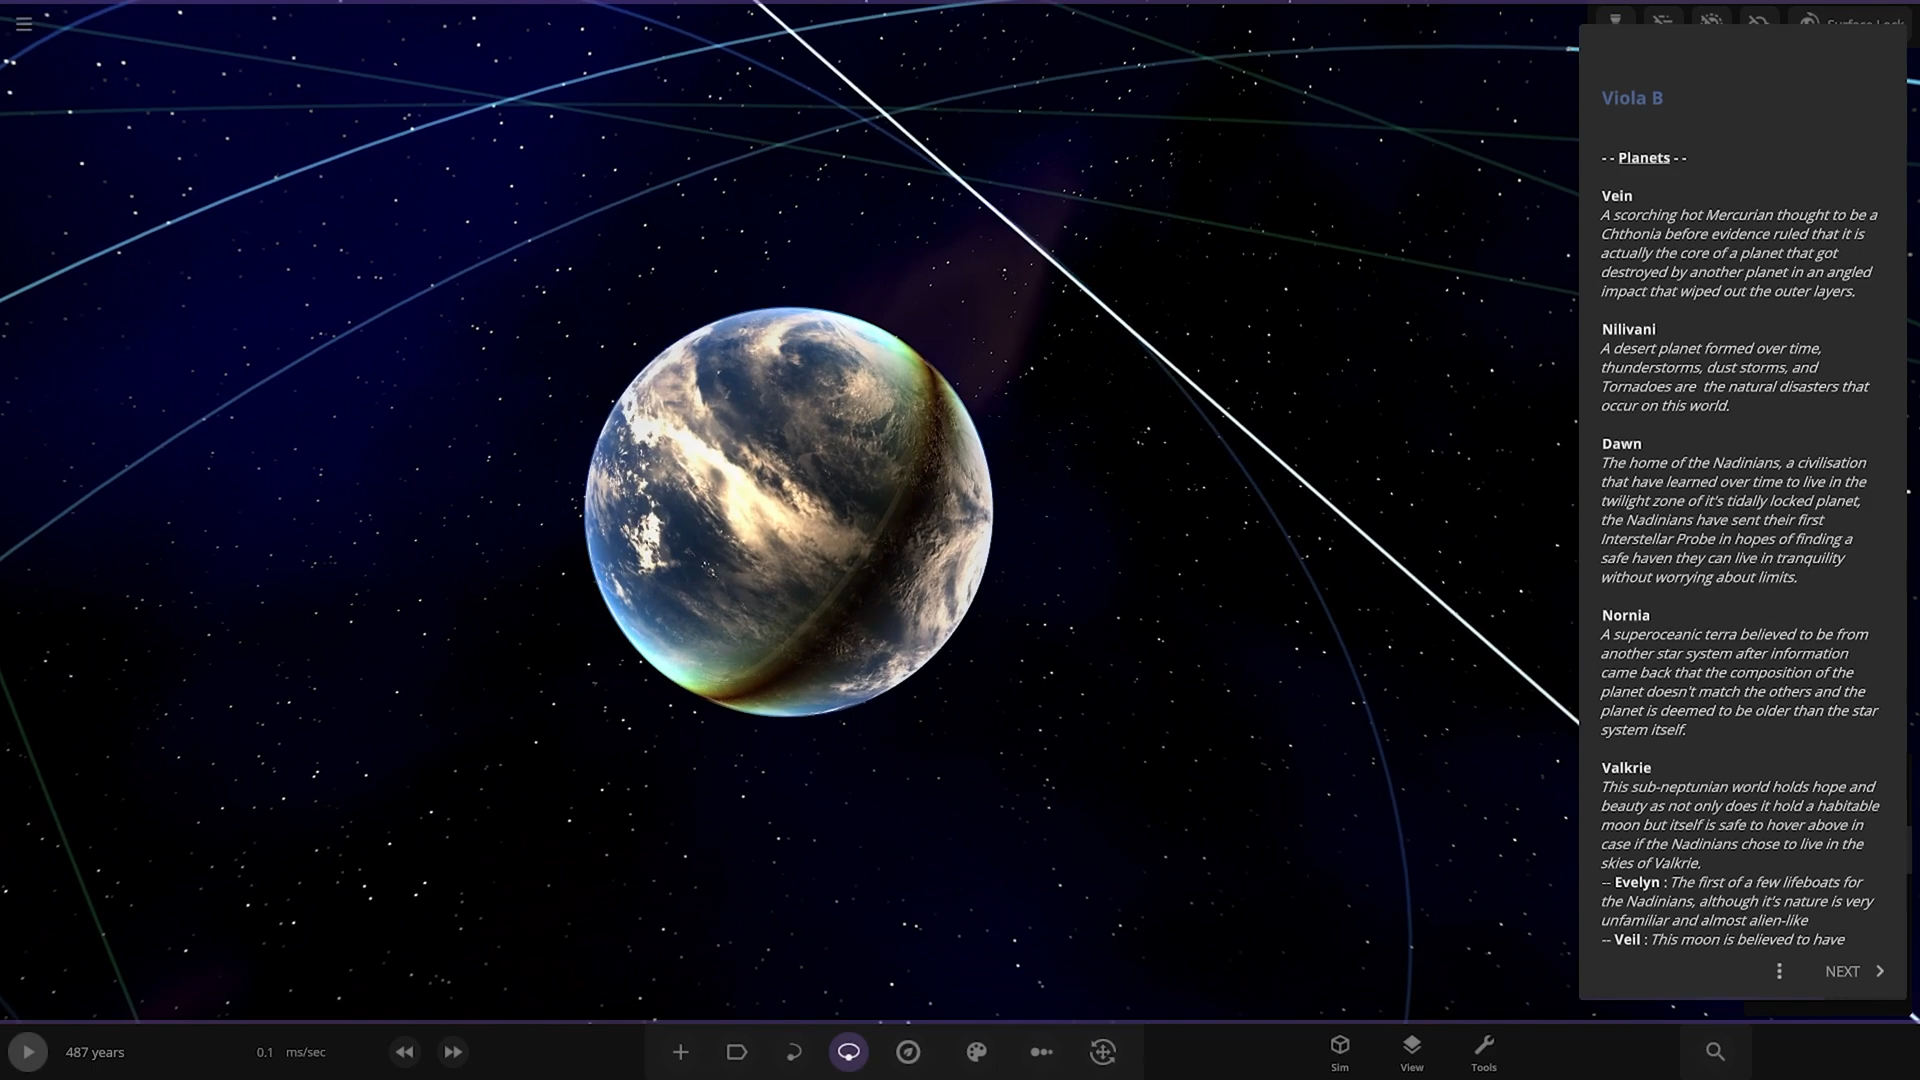 Surface Lock
Viola B
- - Planets - -
Vein
A scorching hot Mercurian thought to be a
Chthonia before evidence ruled that it is
actually the core of a planet that got
destroyed by another planet in an angled
impact that wiped out the outer layers.
Nilivani
A desert planet formed over time,
thunderstorms, dust storms, and
Tornadoes are  the natural disasters that
occur on this world.
Dawn
The home of the Nadinians, a civilisation
that have learned over time to live in the
twilight zone of it's tidally locked planet,
the Nadinians have sent their first
Interstellar Probe in hopes of finding a
safe haven they can live in tranquility
without worrying about limits.
Nornia
A superoceanic terra believed to be from
another star system after information
came back that the composition of the
planet doesn't match the others and the
planet is deemed to be older than the star
system itself.
Valkrie
This sub-neptunian world holds hope and
beauty as not only does it hold a habitable
moon but itself is safe to hover above in
case if the Nadinians chose to live in the
skies of Valkrie.
-- Evelyn : The first of a few lifeboats for
the Nadinians, although it's nature is very
unfamiliar and almost alien-like
-- Veil : This moon is believed to have
NEXT
487 years
0.1 ms/sec
Sim
View
Tools